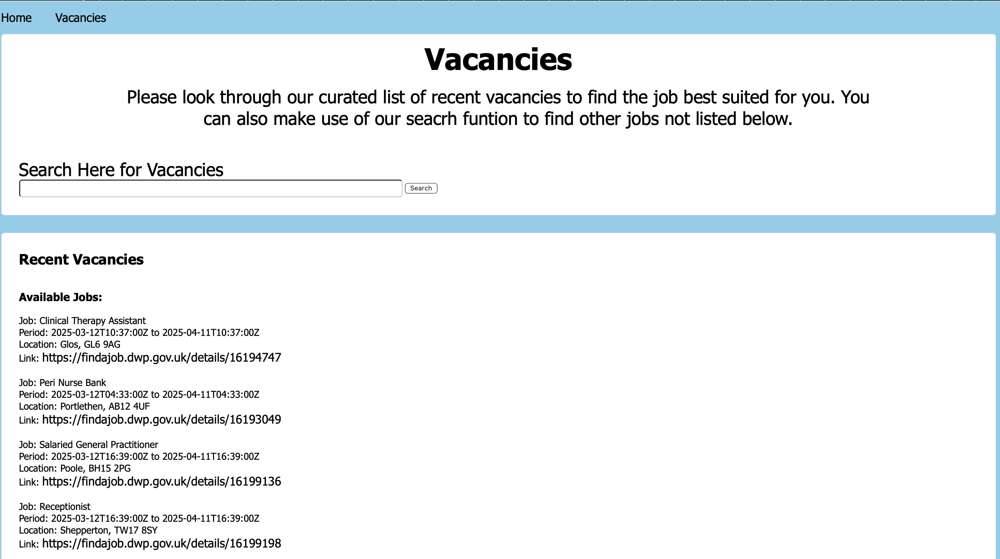 Home Vacancies
Vacancies
Please look through our curated list of recent vacancies to find the job best suited for you. You
can also make use of our seacrh funtion to find other jobs not listed below.
Search Here for Vacancies
Search
Recent Vacancies
Available Jobs:
Job: Clinical Therapy Assistant
Period: 2025-03-12T10:37:00Z to 2025-04-11T10:37:00Z
Location: Glos, GL6 9AG
Link: https://findajob.dwp.gov.uk/details/16194747
Job: Peri Nurse Bank
Period: 2025-03-12T04:33:00Z to 2025-04-11T04:33:00Z
Location: Portlethen, AB12 4UF
Link: https://findajob.dwp.gov.uk/details/16193049
Job: Salaried General Practitioner
Period: 2025-03-12T16:39:00Z to 2025-04-11T16:39:00Z
Location: Poole, BH15 2PG
Link: https://findajob.dwp.gov.uk/details/16199136
Job: Receptionist
Period: 2025-03-12T16:39:00Z to 2025-04-11T16:39:00Z
Location: Shepperton, TW17 8SY
Link: https://findajob.dwp.gov.uk/details/16199198